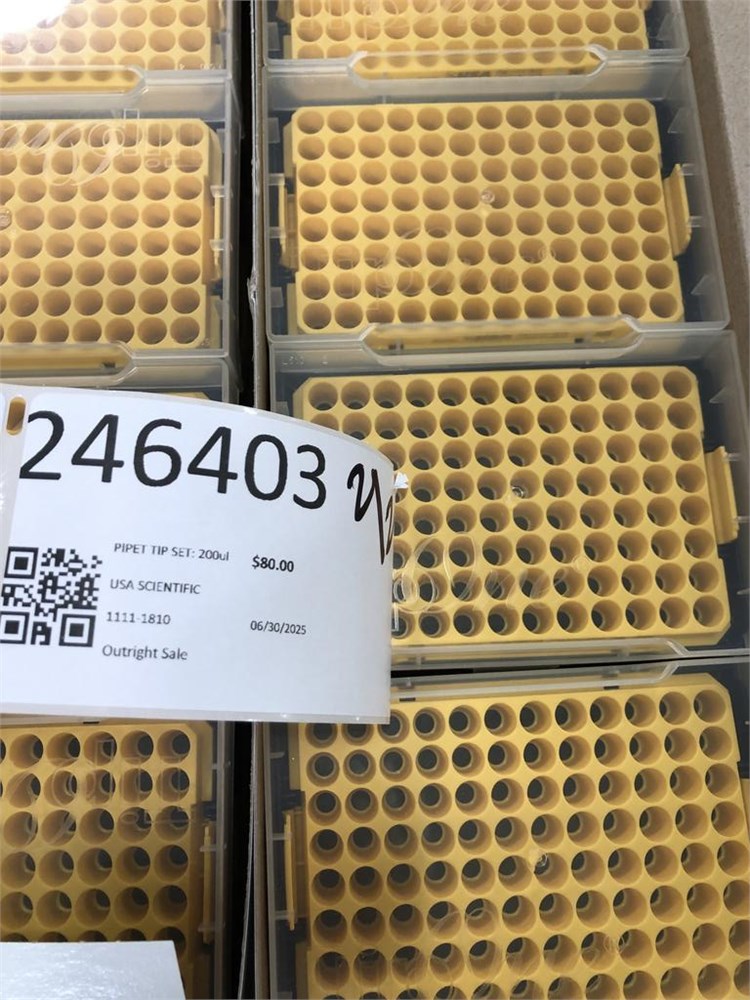 246403
PIPET TIP SET: 200ul $80.00
USA SCIENTIFIC
1111-1810 06/30/2025
Outright Sale